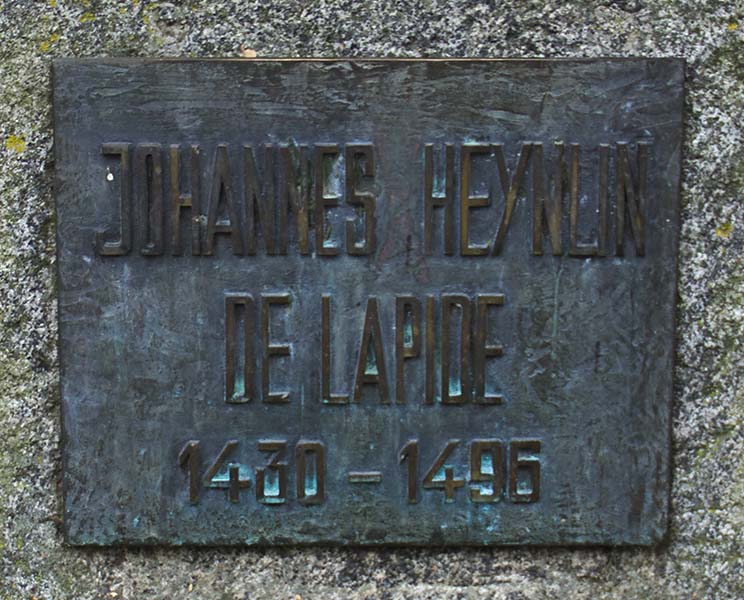 JOHANNES HEYNLIN
DE LAPIDE
1430 – 1496